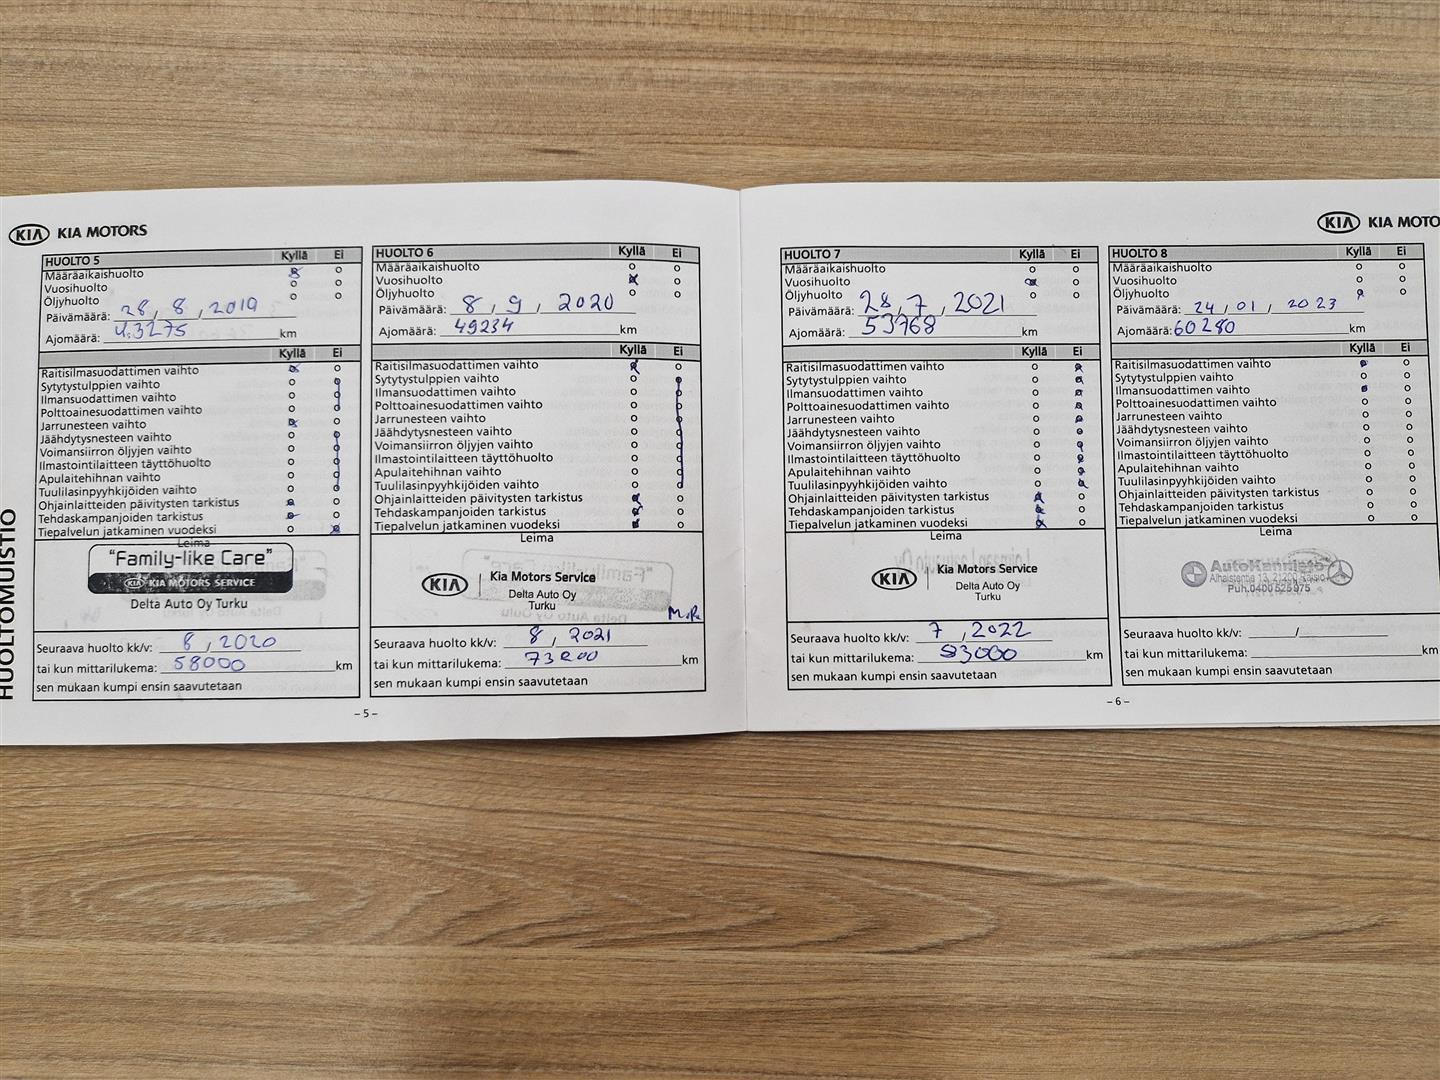 HUOLTOMUISTIO
KIA KIA MOTORS
HUOLTO 5 Kyllä Ei
Määräaikaishuolto
Vuosihuolto
Öljyhuolto
Päivämäärä: 28, 8, 2019
Ajomäärä: 43275 km
Kyllä Ei
Raitisilmasuodattimen vaihto
Sytytystulppien vaihto
Ilmansuodattimen vaihto
Polttoainesuodattimen vaihto
Jarrunesteen vaihto
Jäähdytysnesteen vaihto
Voimansiirron öljyjen vaihto
Ilmastointilaitteen täyttöhuolto
Apulaitehihnan vaihto
Tuulilasinpyyhkijöiden vaihto
Ohjainlaitteiden päivitysten tarkistus
Tehdaskampanjoiden tarkistus
Tiepalvelun jatkaminen vuodeksi
Leima
"Family-like Care"
KIA KIA MOTORS SERVICE
Delta Auto Oy Turku
Seuraava huolto kk/v: 8, 2020
tai kun mittarilukema: 58000 km
sen mukaan kumpi ensin saavutetaan
HUOLTO 6 Kyllä Ei
Määräaikaishuolto
Vuosihuolto
Öljyhuolto
Päivämäärä: 8, 9, 2020
Ajomäärä: 49234 km
Kyllä Ei
Raitisilmasuodattimen vaihto
Sytytystulppien vaihto
Ilmansuodattimen vaihto
Polttoainesuodattimen vaihto
Jarrunesteen vaihto
Jäähdytysnesteen vaihto
Voimansiirron öljyjen vaihto
Ilmastointilaitteen täyttöhuolto
Apulaitehihnan vaihto
Tuulilasinpyyhkijöiden vaihto
Ohjainlaitteiden päivitysten tarkistus
Tehdaskampanjoiden tarkistus
Tiepalvelun jatkaminen vuodeksi
Leima
KIA Kia Motors Service
Delta Auto Oy
Turku
Seuraava huolto kk/v: 8, 2021
tai kun mittarilukema: 73200 km
sen mukaan kumpi ensin saavutetaan
- 5 -
KIA KIA MOTO
HUOLTO 7 Kyllä Ei
Määräaikaishuolto
Vuosihuolto
Öljyhuolto
Päivämäärä: 28, 7, 2021
Ajomäärä: 53768 km
Kyllä Ei
Raitisilmasuodattimen vaihto
Sytytystulppien vaihto
Ilmansuodattimen vaihto
Polttoainesuodattimen vaihto
Jarrunesteen vaihto
Jäähdytysnesteen vaihto
Voimansiirron öljyjen vaihto
Ilmastointilaitteen täyttöhuolto
Apulaitehihnan vaihto
Tuulilasinpyyhkijöiden vaihto
Ohjainlaitteiden päivitysten tarkistus
Tehdaskampanjoiden tarkistus
Tiepalvelun jatkaminen vuodeksi
Leima
KIA Kia Motors Service
Delta Auto Oy
Turku
Seuraava huolto kk/v: 7, 2022
tai kun mittarilukema: 83000 km
sen mukaan kumpi ensin saavutetaan
HUOLTO 8 Kyllä Ei
Määräaikaishuolto
Vuosihuolto
Öljyhuolto
Päivämäärä: 24, 01, 2023
Ajomäärä: 60280 km
Kyllä Ei
Raitisilmasuodattimen vaihto
Sytytystulppien vaihto
Ilmansuodattimen vaihto
Polttoainesuodattimen vaihto
Jarrunesteen vaihto
Jäähdytysnesteen vaihto
Voimansiirron öljyjen vaihto
Ilmastointilaitteen täyttöhuolto
Apulaitehihnan vaihto
Tuulilasinpyyhkijöiden vaihto
Ohjainlaitteiden päivitysten tarkistus
Tehdaskampanjoiden tarkistus
Tiepalvelun jatkaminen vuodeksi
Leima
AutoKannisto
13, 21200
Puh.0400
Seuraava huolto kk/v: /
tai kun mittarilukema: km
sen mukaan kumpi ensin saavutetaan
- 6 -